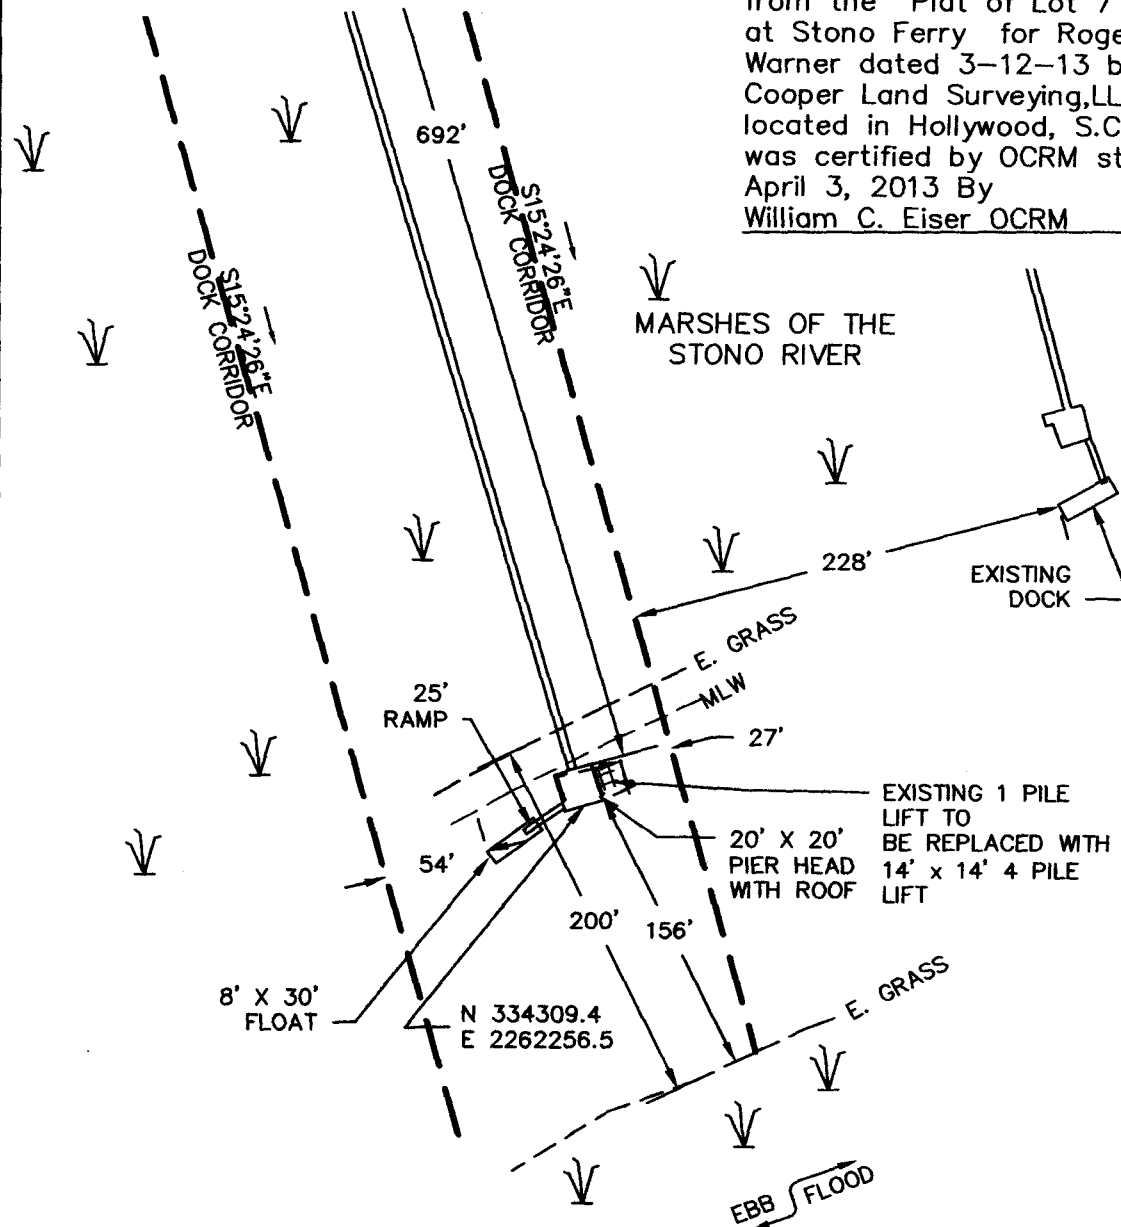 from the Plat of Lot 7
at Stono Ferry for Roge
Warner dated 3-12-13 b
Cooper Land Surveying,LL
located in Hollywood, S.C
was certified by OCRM st
April 3, 2013 By
William C. Eiser OCRM
692'
S15°24'26"E
DOCK CORRIDOR
S15°24'26"E
DOCK CORRIDOR
MARSHES OF THE
STONO RIVER
228'
EXISTING
DOCK
E. GRASS
MLW
25'
RAMP
27'
EXISTING 1 PILE
LIFT TO
BE REPLACED WITH
14' x 14' 4 PILE
LIFT
20' X 20'
PIER HEAD
WITH ROOF
54'
200'
156'
8' X 30'
FLOAT
N 334309.4
E 2262256.5
E. GRASS
EBB
FLOOD